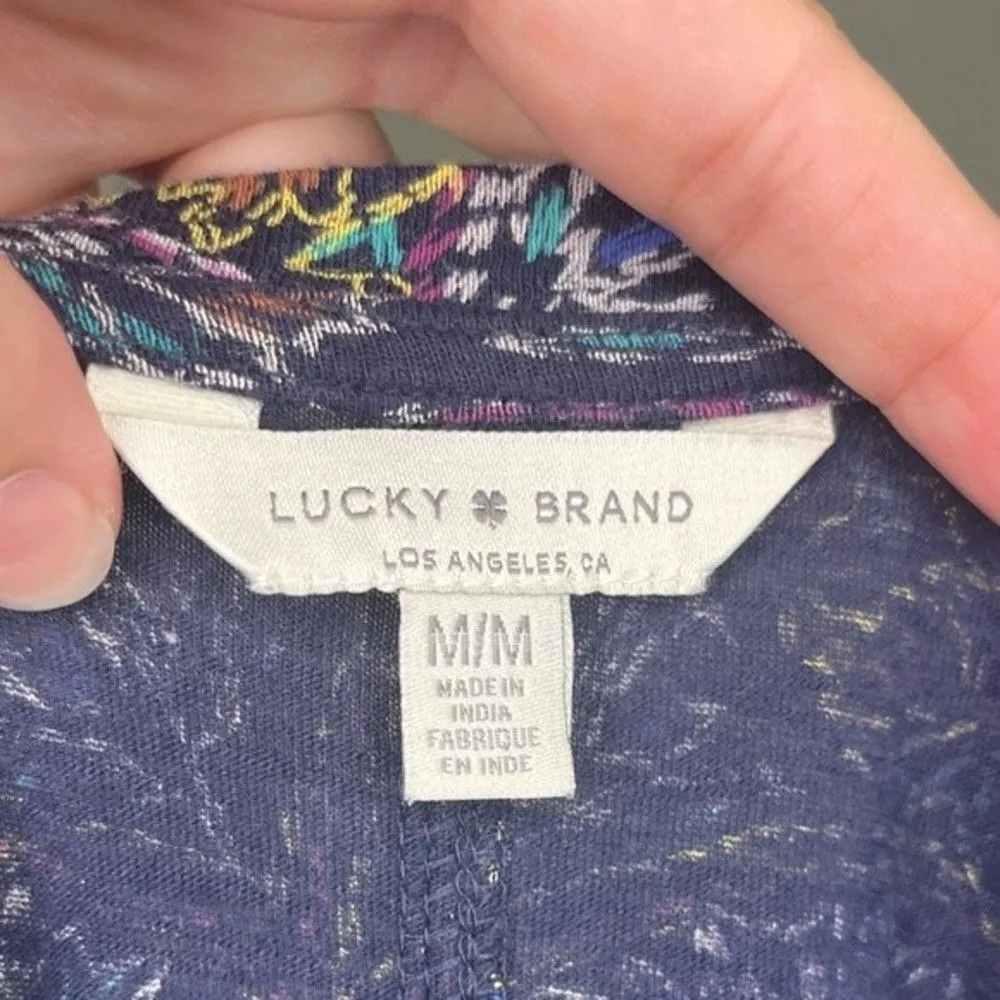 LUCKY BRAND
LOS ANGELES, CA
M/M
MADE IN
INDIA
FABRIQUE
EN INDE